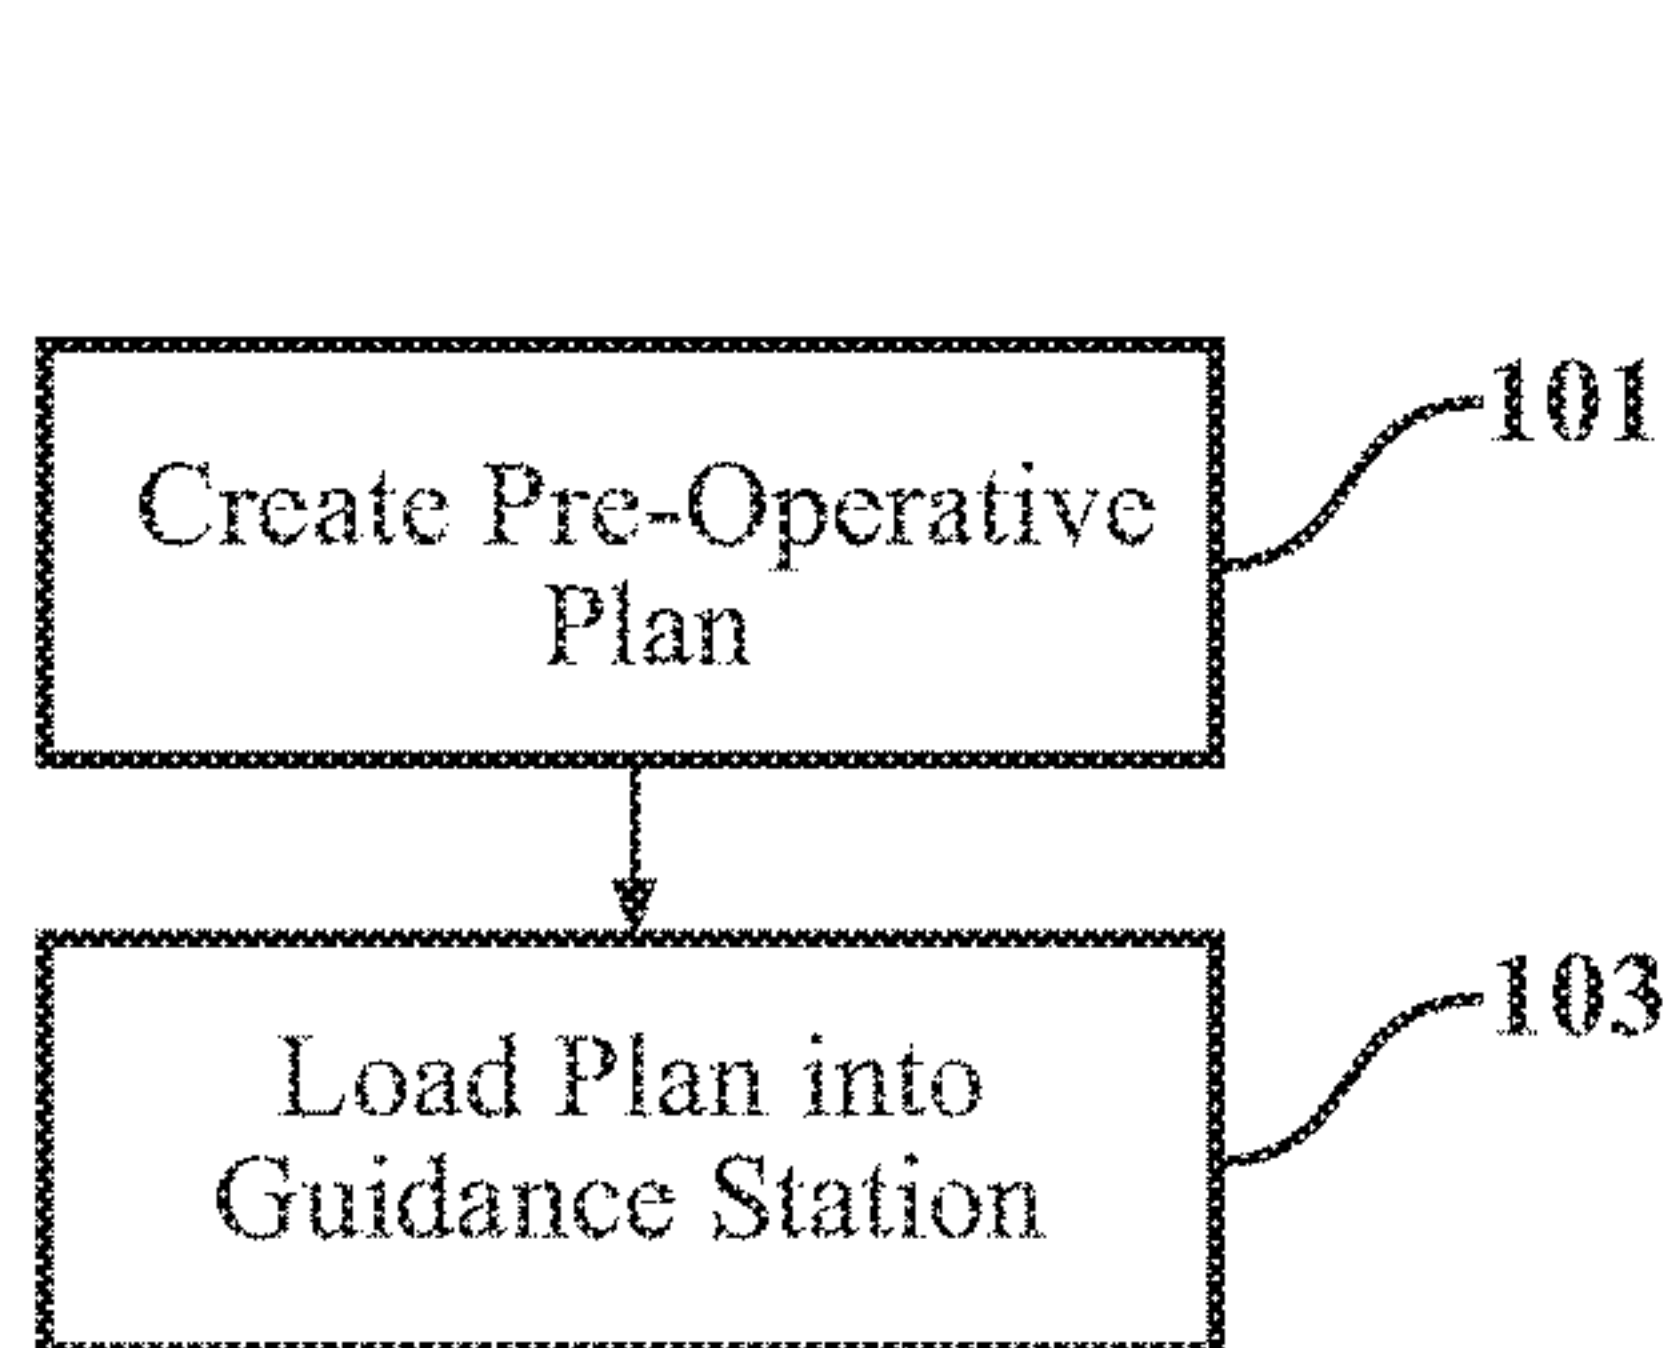 101
Create Pre-Operative
Plan
103
Load Plan into
Guidance Station